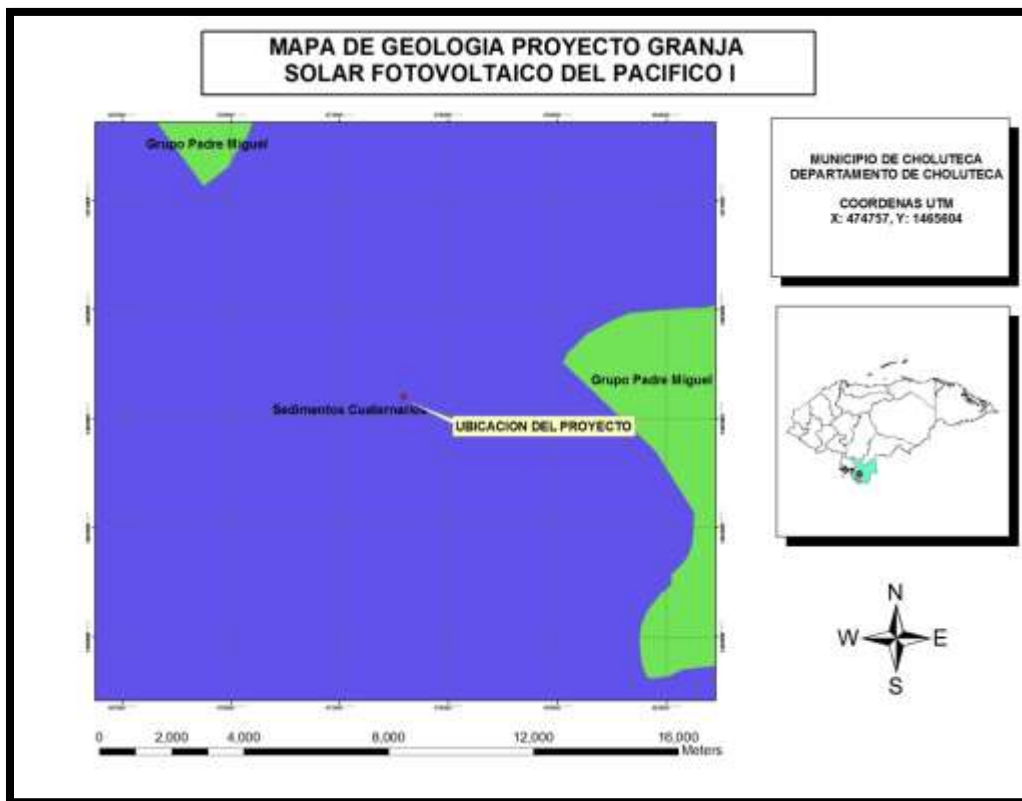 MAPA DE GEOLOGIA PROYECTO GRANJA
SOLAR FOTOVOLTAICO DEL PACIFICO I
Grupo Padre Miguel
MUNICIPIO DE CHOLUTECA
DEPARTAMENTO DE CHOLUTECA
COORDENAS UTM
X: 474757, Y: 1465604
Grupo Padre Miguel
Sedimentos Cuaternarios
UBICACION DEL PROYECTO
N
W
E
S
0 2,000 4,000 8,000 12,000 16,000
Meters